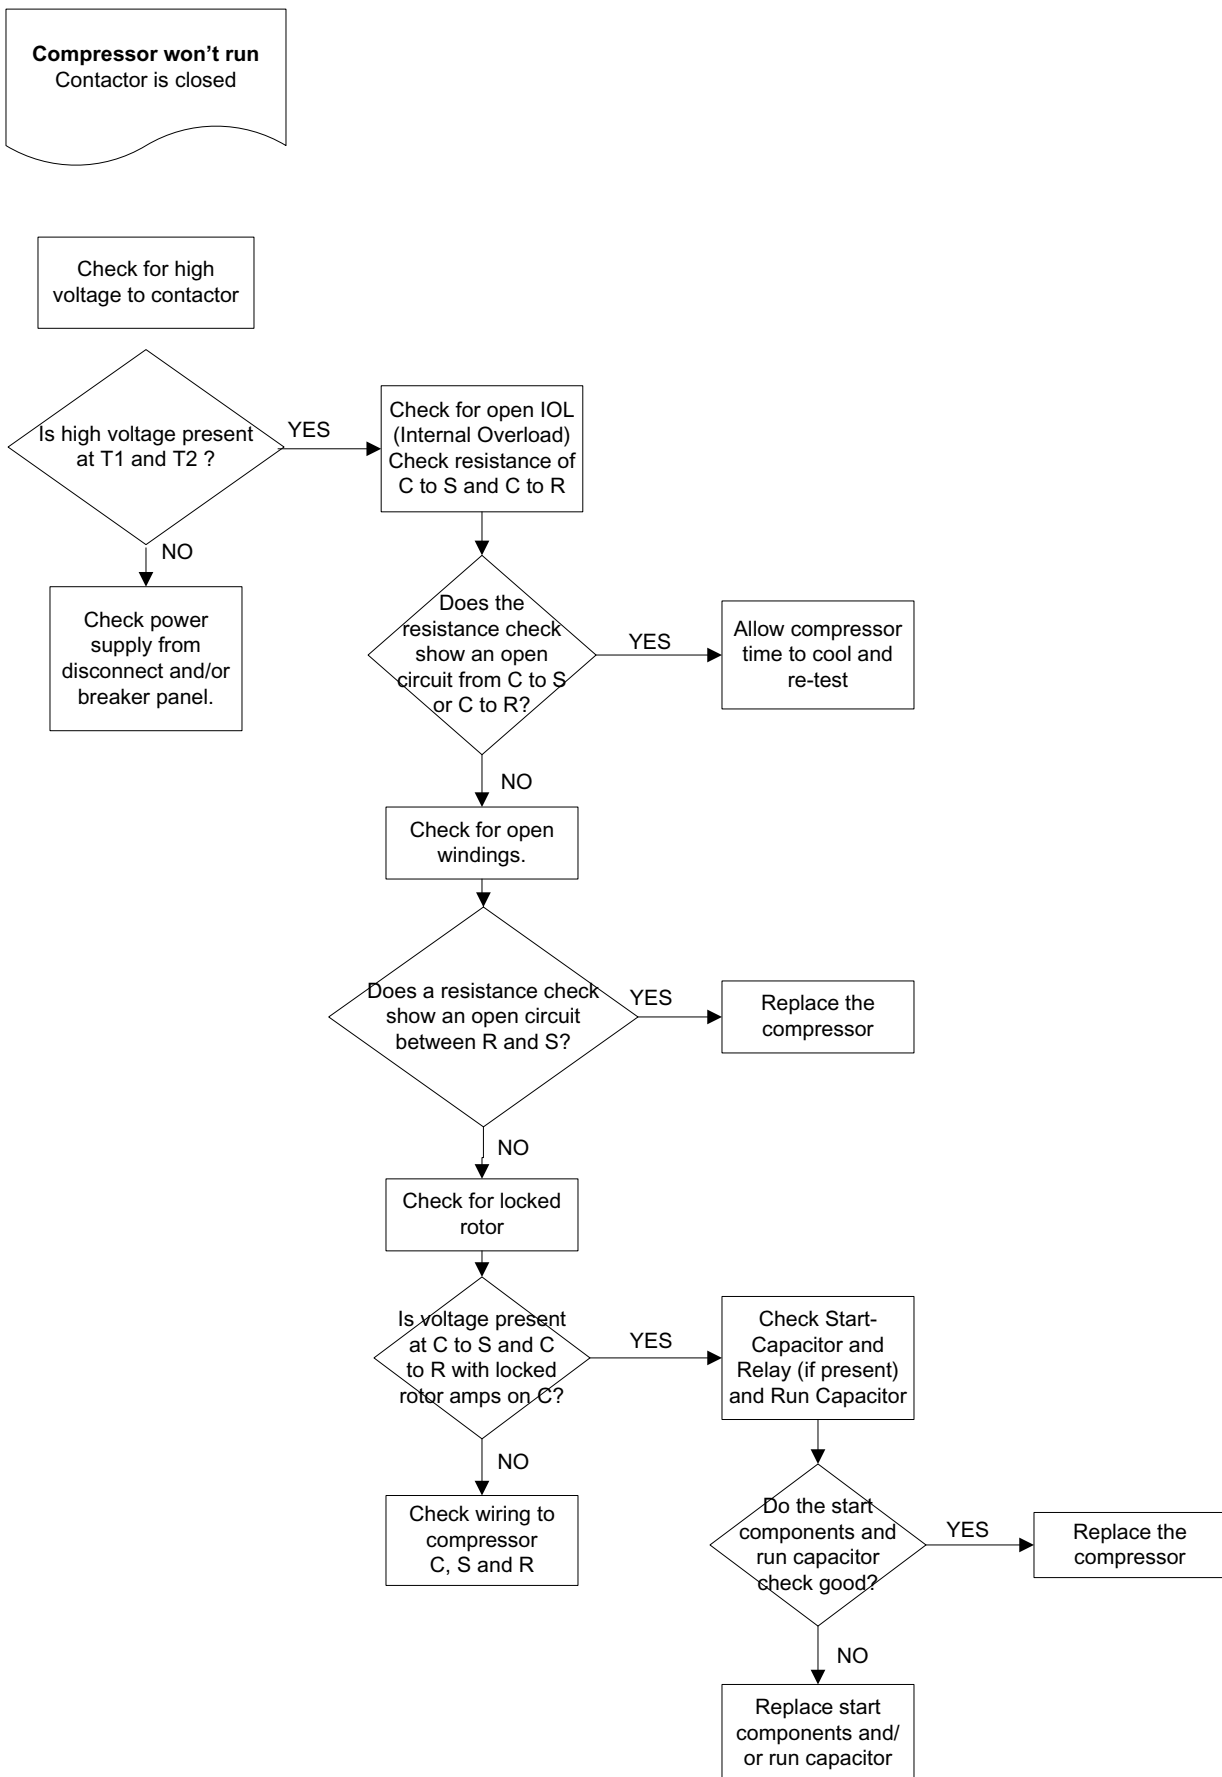 Compressor won't run
Contactor is closed
Check for high
voltage to contactor
Is high voltage present
at T1 and T2 ?
YES
NO
Check power
supply from
disconnect and/or
breaker panel.
Check for open IOL
(Internal Overload)
Check resistance of
C to S and C to R
Does the
resistance check
show an open
circuit from C to S
or C to R?
YES
Allow compressor
time to cool and
re-test
NO
Check for open
windings.
Does a resistance check
show an open circuit
between R and S?
YES
Replace the
compressor
NO
Check for locked
rotor
Is voltage present
at C to S and C
to R with locked
rotor amps on C?
YES
NO
Check wiring to
compressor
C, S and R
Check Start-
Capacitor and
Relay (if present)
and Run Capacitor
Do the start
components and
run capacitor
check good?
YES
Replace the
compressor
NO
Replace start
components and/
or run capacitor